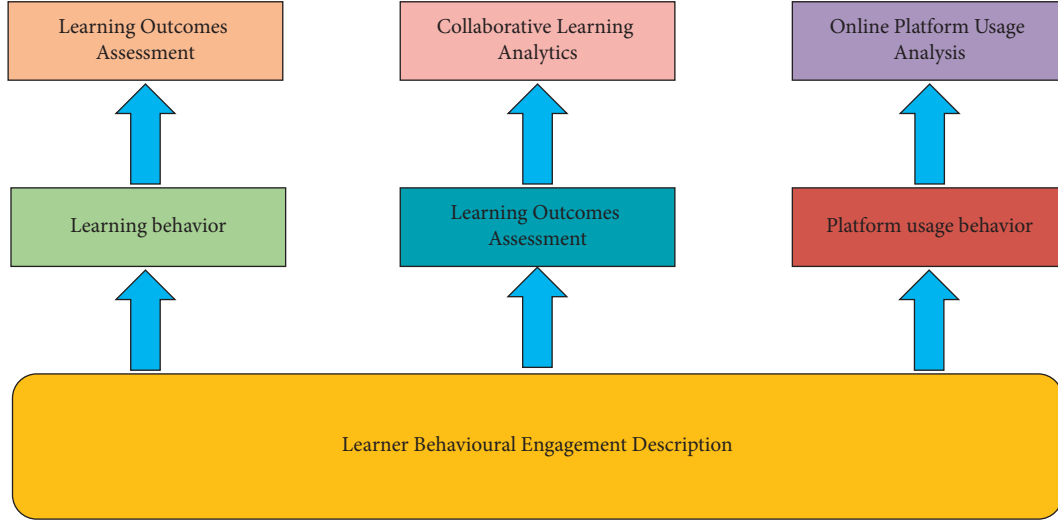 Learning Outcomes
Assessment
Collaborative Learning
Analytics
Online Platform Usage
Analysis
Learning behavior
Learning Outcomes
Assessment
Platform usage behavior
Learner Behavioural Engagement Description